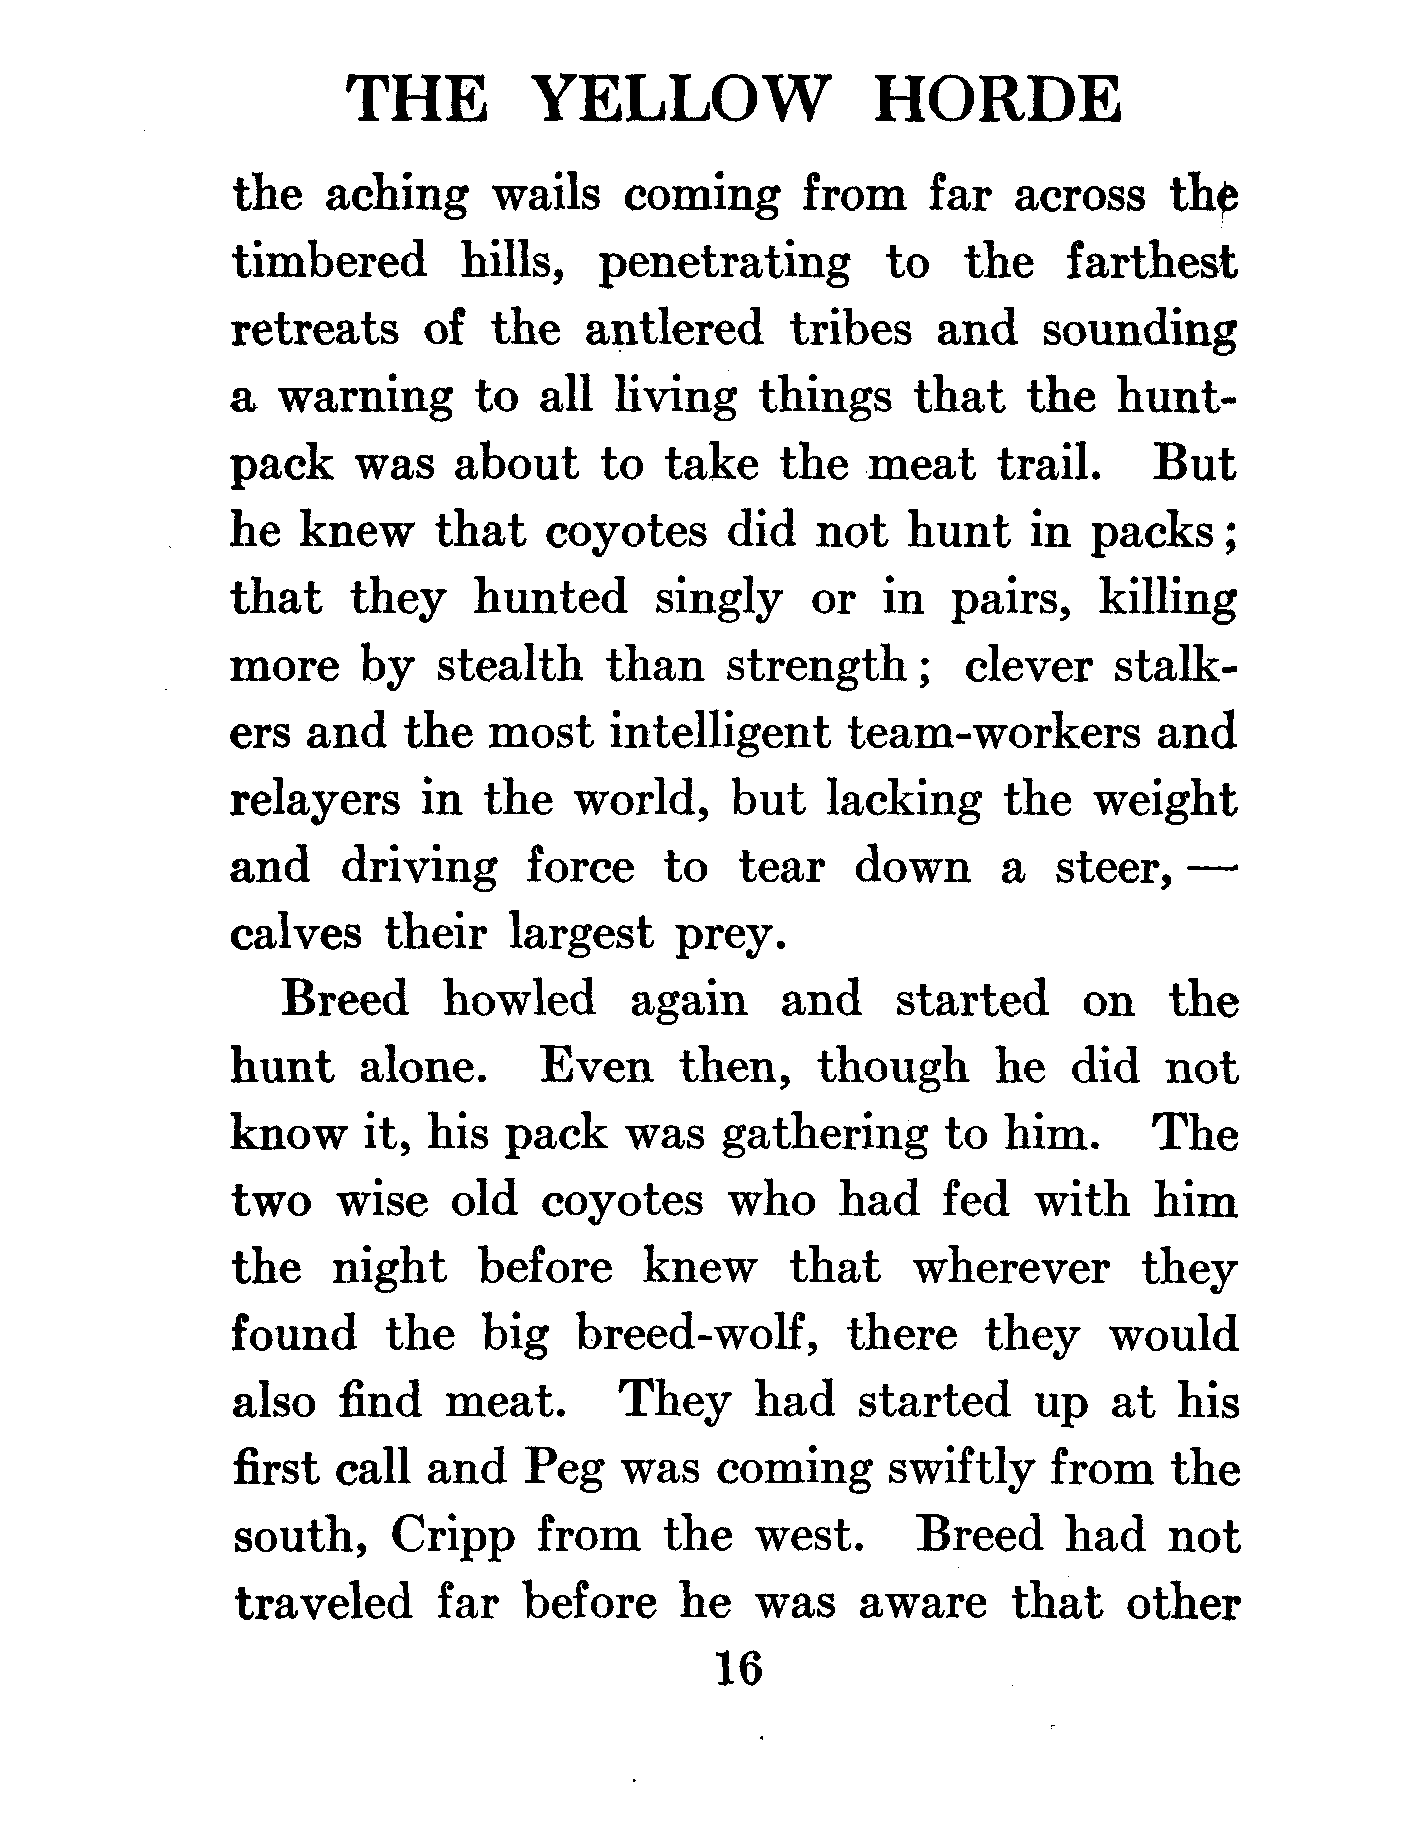 THE YELLOW HORDE
the aching wails coming from far across the
timbered hills, penetrating to the farthest
retreats of the antlered tribes and sounding
a warning to all living things that the hunt-
pack was about to take the meat trail. But
he knew that coyotes did not hunt in packs;
that they hunted singly or in pairs, killing
more by stealth than strength; clever stalk-
ers and the most intelligent team-workers and
relayers in the world, but lacking the weight
and driving force to tear down a steer, —
calves their largest prey.
Breed howled again and started on the
hunt alone. Even then, though he did not
know it, his pack was gathering to him. The
two wise old coyotes who had fed with him
the night before knew that wherever they
found the big breed-wolf, there they would
also find meat. They had started up at his
first call and Peg was coming swiftly from the
south, Cripp from the west. Breed had not
traveled far before he was aware that other
16